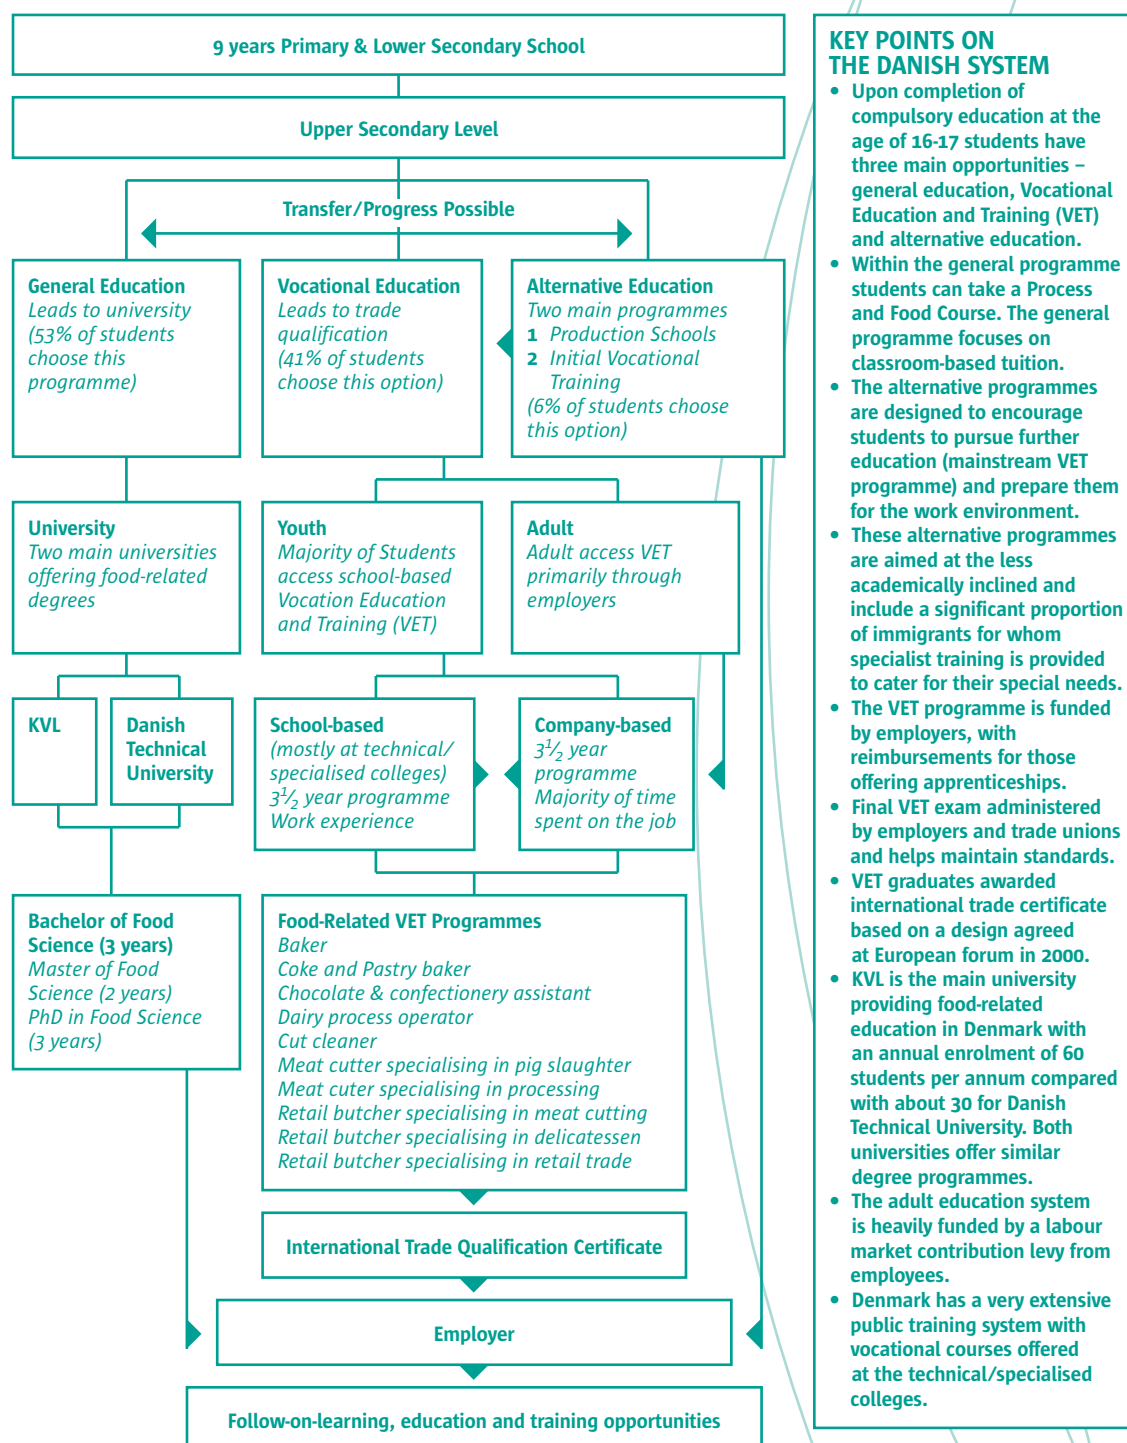 9 years Primary & Lower Secondary School
Upper Secondary Level
Transfer/Progress Possible
General Education
Leads to university
(53% of students
choose this
programme)
Vocational Education
Leads to trade
qualification
(41% of students
choose this option)
Alternative Education
Two main programmes
1 Production Schools
2 Initial Vocational
Training
(6% of students choose
this option)
University
Two main universities
offering food-related
degrees
Youth
Majority of Students
access school-based
Vocation Education
and Training (VET)
Adult
Adult access VET
primarily through
employers
KVL
Danish
Technical
University
School-based
(mostly at technical/
specialised colleges)
3½ year programme
Work experience
Company-based
3½ year
programme
Majority of time
spent on the job
Bachelor of Food
Science (3 years)
Master of Food
Science (2 years)
PhD in Food Science
(3 years)
Food-Related VET Programmes
Baker
Coke and Pastry baker
Chocolate & confectionery assistant
Dairy process operator
Cut cleaner
Meat cutter specialising in pig slaughter
Meat cuter specialising in processing
Retail butcher specialising in meat cutting
Retail butcher specialising in delicatessen
Retail butcher specialising in retail trade
International Trade Qualification Certificate
Employer
Follow-on-learning, education and training opportunities
KEY POINTS ON
THE DANISH SYSTEM
• Upon completion of
compulsory education at the
age of 16-17 students have
three main opportunities –
general education, Vocational
Education and Training (VET)
and alternative education.
• Within the general programme
students can take a Process
and Food Course. The general
programme focuses on
classroom-based tuition.
• The alternative programmes
are designed to encourage
students to pursue further
education (mainstream VET
programme) and prepare them
for the work environment.
• These alternative programmes
are aimed at the less
academically inclined and
include a significant proportion
of immigrants for whom
specialist training is provided
to cater for their special needs.
• The VET programme is funded
by employers, with
reimbursements for those
offering apprenticeships.
• Final VET exam administered
by employers and trade unions
and helps maintain standards.
• VET graduates awarded
international trade certificate
based on a design agreed
at European forum in 2000.
• KVL is the main university
providing food-related
education in Denmark with
an annual enrolment of 60
students per annum compared
with about 30 for Danish
Technical University. Both
universities offer similar
degree programmes.
• The adult education system
is heavily funded by a labour
market contribution levy from
employees.
• Denmark has a very extensive
public training system with
vocational courses offered
at the technical/specialised
colleges.